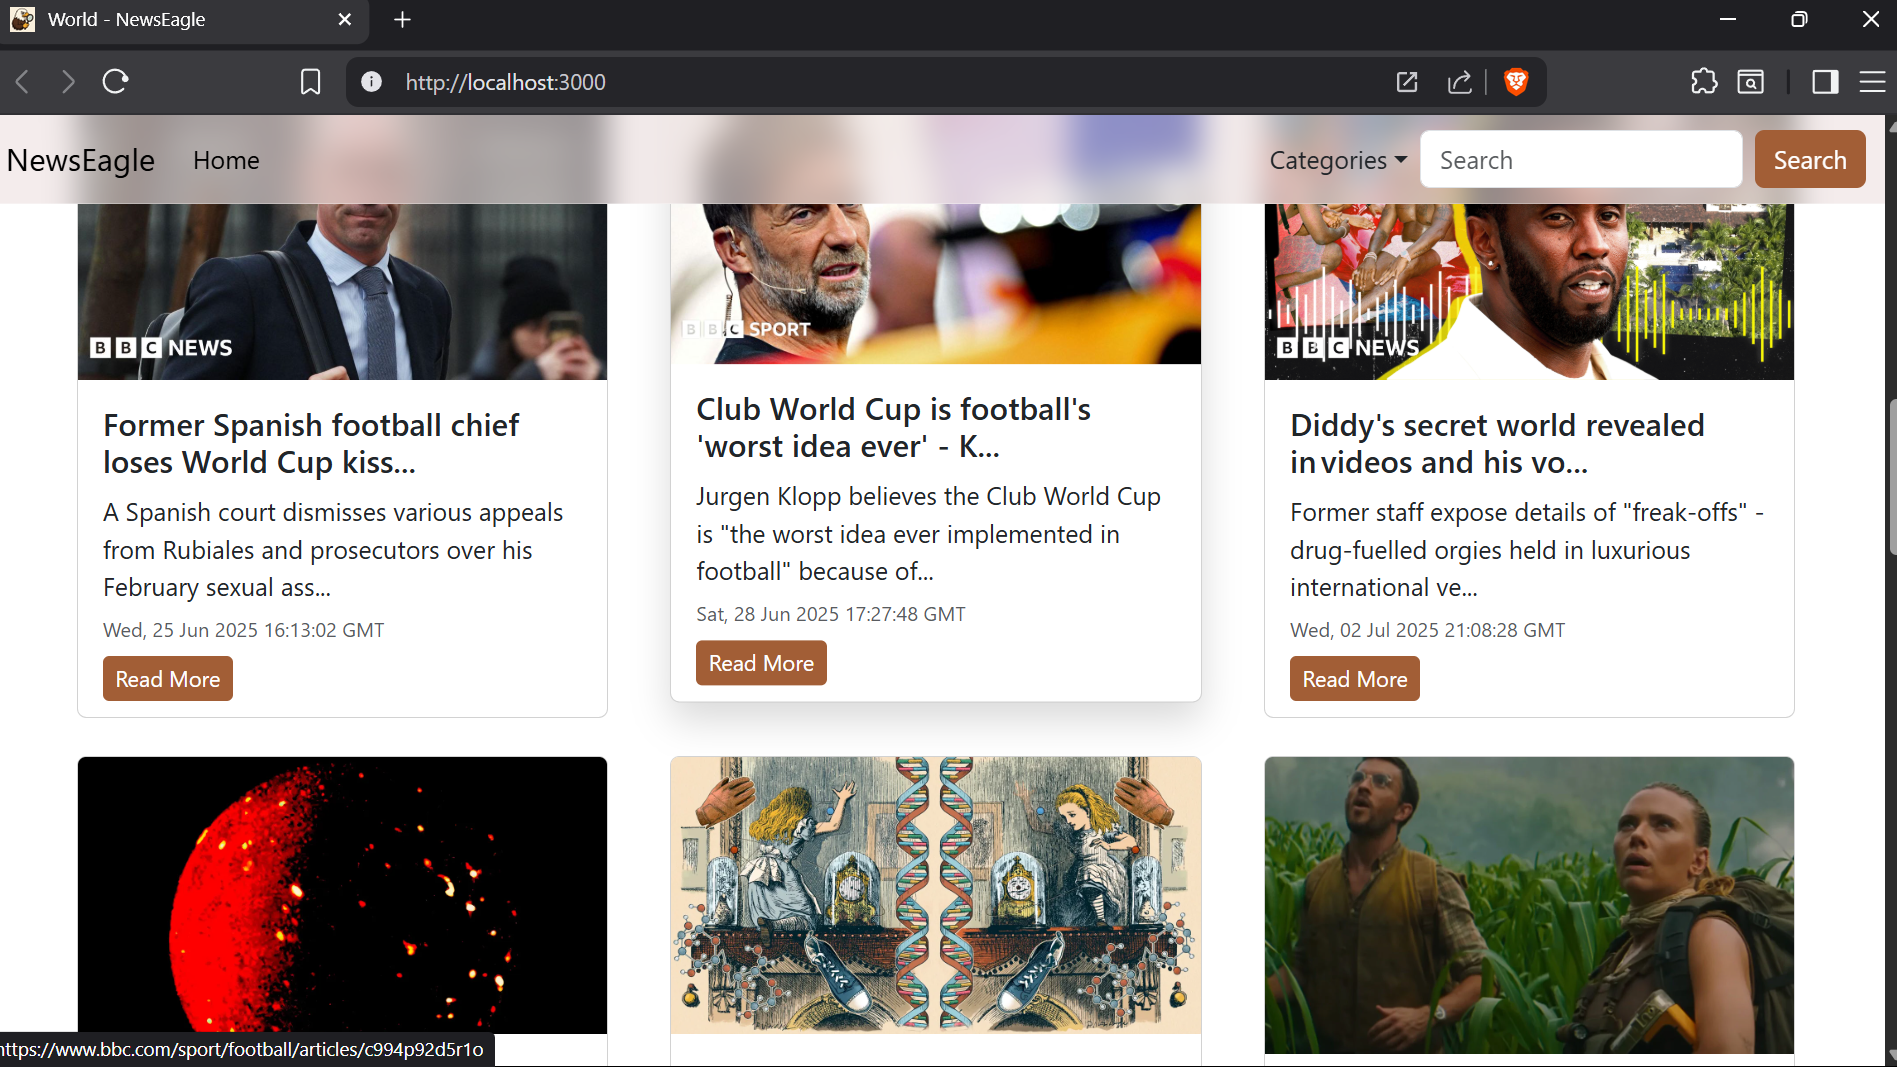 World - NewsEagle
http://localhost:3000
NewsEagle
Home
Categories
Search
Search
BBC NEWS
Former Spanish football chief
loses World Cup kiss...
A Spanish court dismisses various appeals
from Rubiales and prosecutors over his
February sexual ass...
Wed, 25 Jun 2025 16:13:02 GMT
Read More
BBC SPORT
Club World Cup is football's
'worst idea ever' - K...
Jurgen Klopp believes the Club World Cup
is "the worst idea ever implemented in
football" because of...
Sat, 28 Jun 2025 17:27:48 GMT
Read More
BBC NEWS
Diddy's secret world revealed
in videos and his vo...
Former staff expose details of "freak-offs" -
drug-fuelled orgies held in luxurious
international ve...
Wed, 02 Jul 2025 21:08:28 GMT
Read More
https://www.bbc.com/sport/football/articles/c994p92d5r1o